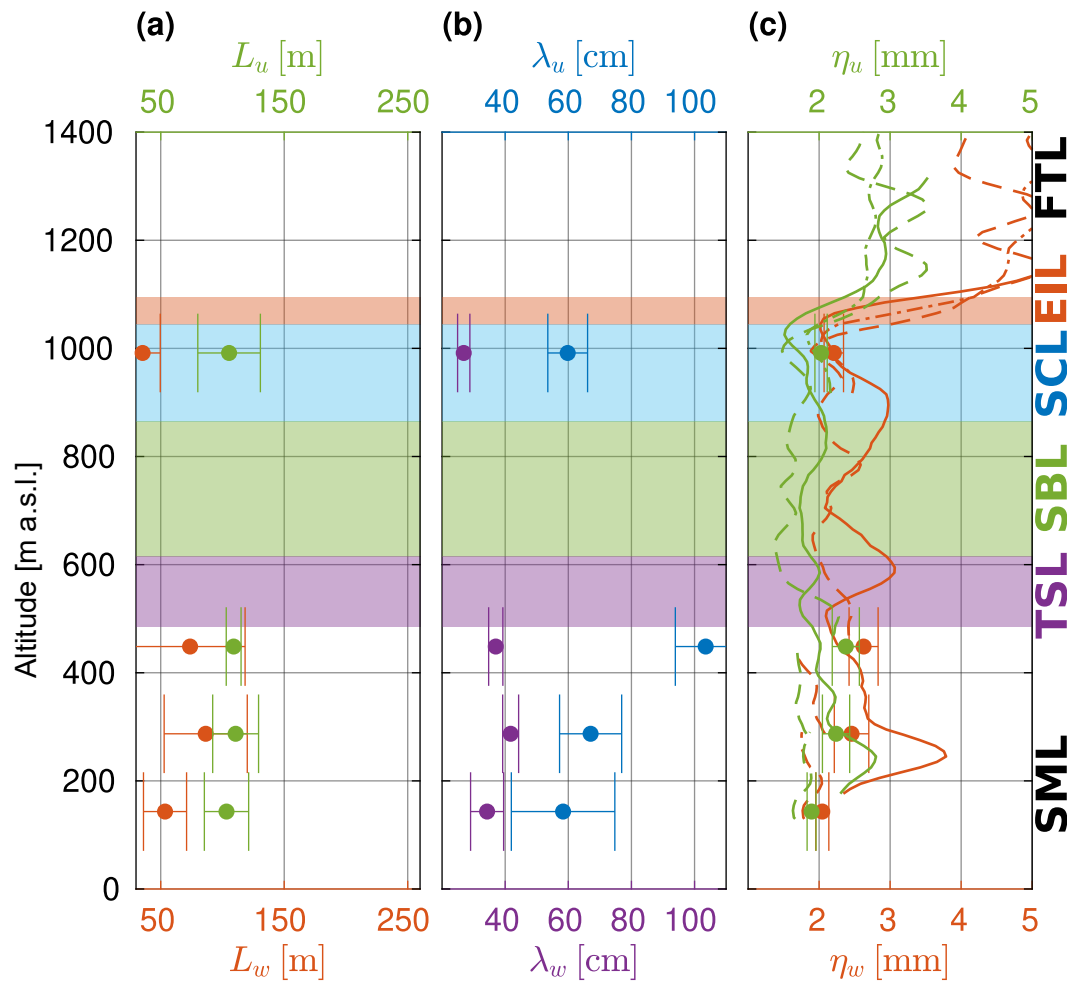 (a) (b) (c)
L_u [m] λ_u [cm] η_u [mm]
50 150 250 40 60 80 100 2 3 4 5
1400
1200
1000
800
600
400
200
0
Altitude [m a.s.l.]
FTL
EIL
SCL
SBL
TSL
SML
50 150 250 40 60 80 100 2 3 4 5
L_w [m] λ_w [cm] η_w [mm]